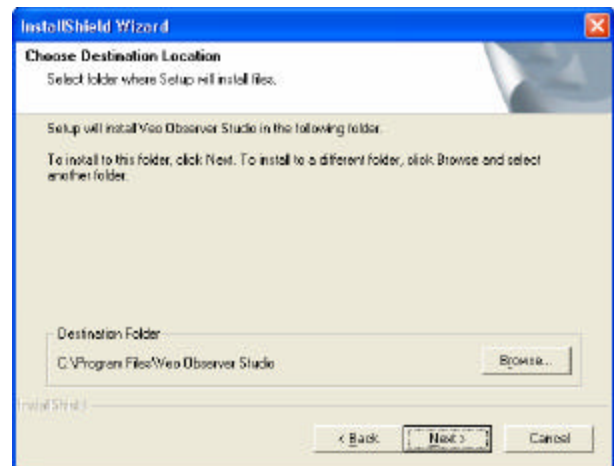 InstallShield Wizard
Choose Destination Location
Select folder where Setup will install files.
Setup will install Veo Observer Studio in the following folder.
To install to this folder, click Next. To install to a different folder, click Browse and select
another folder.
Destination Folder
C:\Program Files\Veo Observer Studio
Browse...
InstallShield
< Back
Next >
Cancel